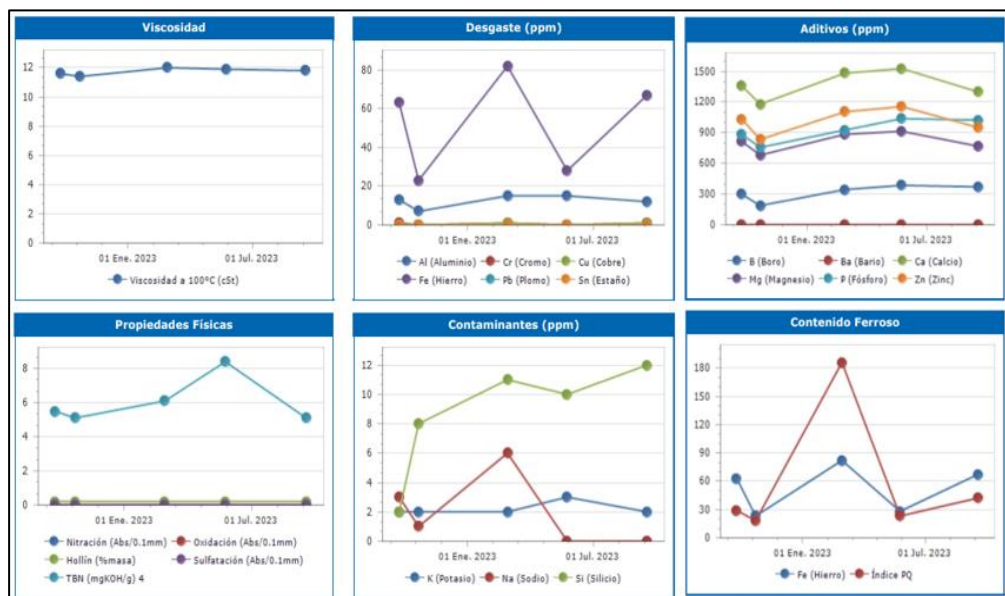 Viscosidad
12
10
8
6
4
2
0
01 Ene. 2023
01 Jul. 2023
Viscosidad a 100ºC (cSt)
Desgaste (ppm)
80
60
40
20
0
01 Ene. 2023
01 Jul. 2023
Al (Aluminio) Cr (Cromo) Cu (Cobre)
Fe (Hierro) Pb (Plomo) Sn (Estaño)
Aditivos (ppm)
1500
1200
900
600
300
0
01 Ene. 2023
01 Jul. 2023
B (Boro) Ba (Bario) Ca (Calcio)
Mg (Magnesio) P (Fósforo) Zn (Zinc)
Propiedades Físicas
8
6
4
2
0
01 Ene. 2023
01 Jul. 2023
Nitración (Abs/0.1mm) Oxidación (Abs/0.1mm)
Hollín (%masa) Sulfatación (Abs/0.1mm)
TBN (mgKOH/g) 4
Contaminantes (ppm)
12
10
8
6
4
2
0
01 Ene. 2023
01 Jul. 2023
K (Potasio) Na (Sodio) Si (Silicio)
Contenido Ferroso
180
150
120
90
60
30
0
01 Ene. 2023
01 Jul. 2023
Fe (Hierro) Índice PQ